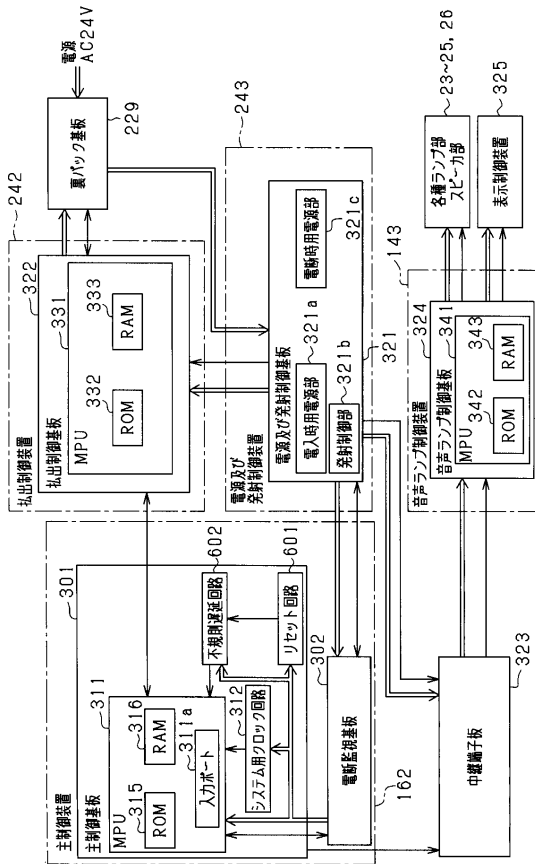 主制御装置
主制御基板
301
311
MPU
315
ROM
316
RAM
311a
入力ポート
312
システム用クロック回路
不規則遅延回路
602
リセット回路
601
302
電断監視基板
162
払出制御装置
242
払出制御基板
322
331
MPU
332
ROM
333
RAM
電源
AC24V
裏パック基板
229
243
電源及び
発射制御装置
電源及び発射制御基板
321a
電入時用電源部
321b
発射制御部
電断時用電源部
321c
321
中継端子板
323
143
音声ランプ制御装置
324
音声ランプ制御基板
341
MPU
342
ROM
343
RAM
各種ランプ部
スピーカ部
23~25, 26
表示制御装置
325